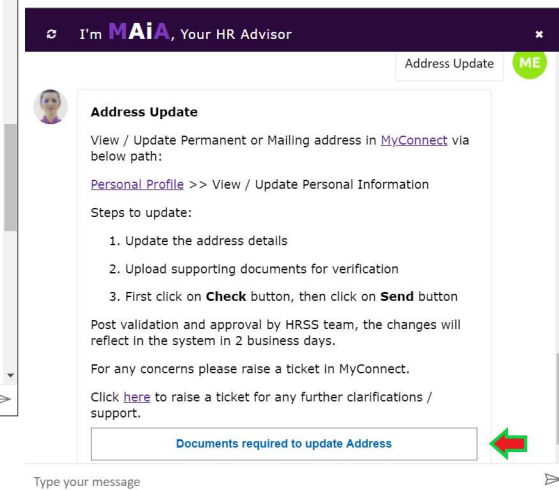 I'm MAiA, Your HR Advisor
Address Update
ME
Address Update
View / Update Permanent or Mailing address in MyConnect via
below path:
Personal Profile >> View / Update Personal Information
Steps to update:
1. Update the address details
2. Upload supporting documents for verification
3. First click on Check button, then click on Send button
Post validation and approval by HRSS team, the changes will
reflect in the system in 2 business days.
For any concerns please raise a ticket in MyConnect.
Click here to raise a ticket for any further clarifications /
support.
Documents required to update Address
Type your message